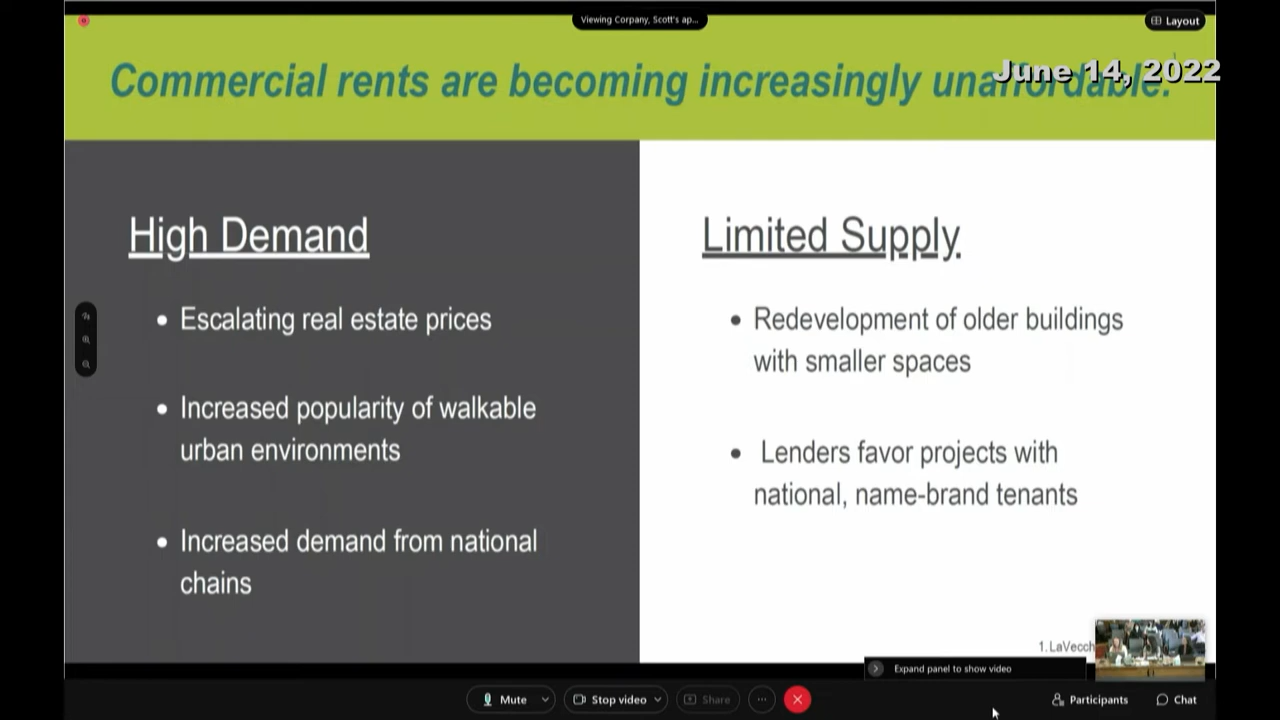 Viewing Corpany, Scott's ap...
Layout
Commercial rents are becoming increasingly unaffordable.
June 14, 2022
High Demand
• Escalating real estate prices
• Increased popularity of walkable
urban environments
• Increased demand from national
chains
Limited Supply
• Redevelopment of older buildings
with smaller spaces
• Lenders favor projects with
national, name-brand tenants
1. LaVecch
Expand panel to show video
Mute
Stop video
Share
Participants
Chat